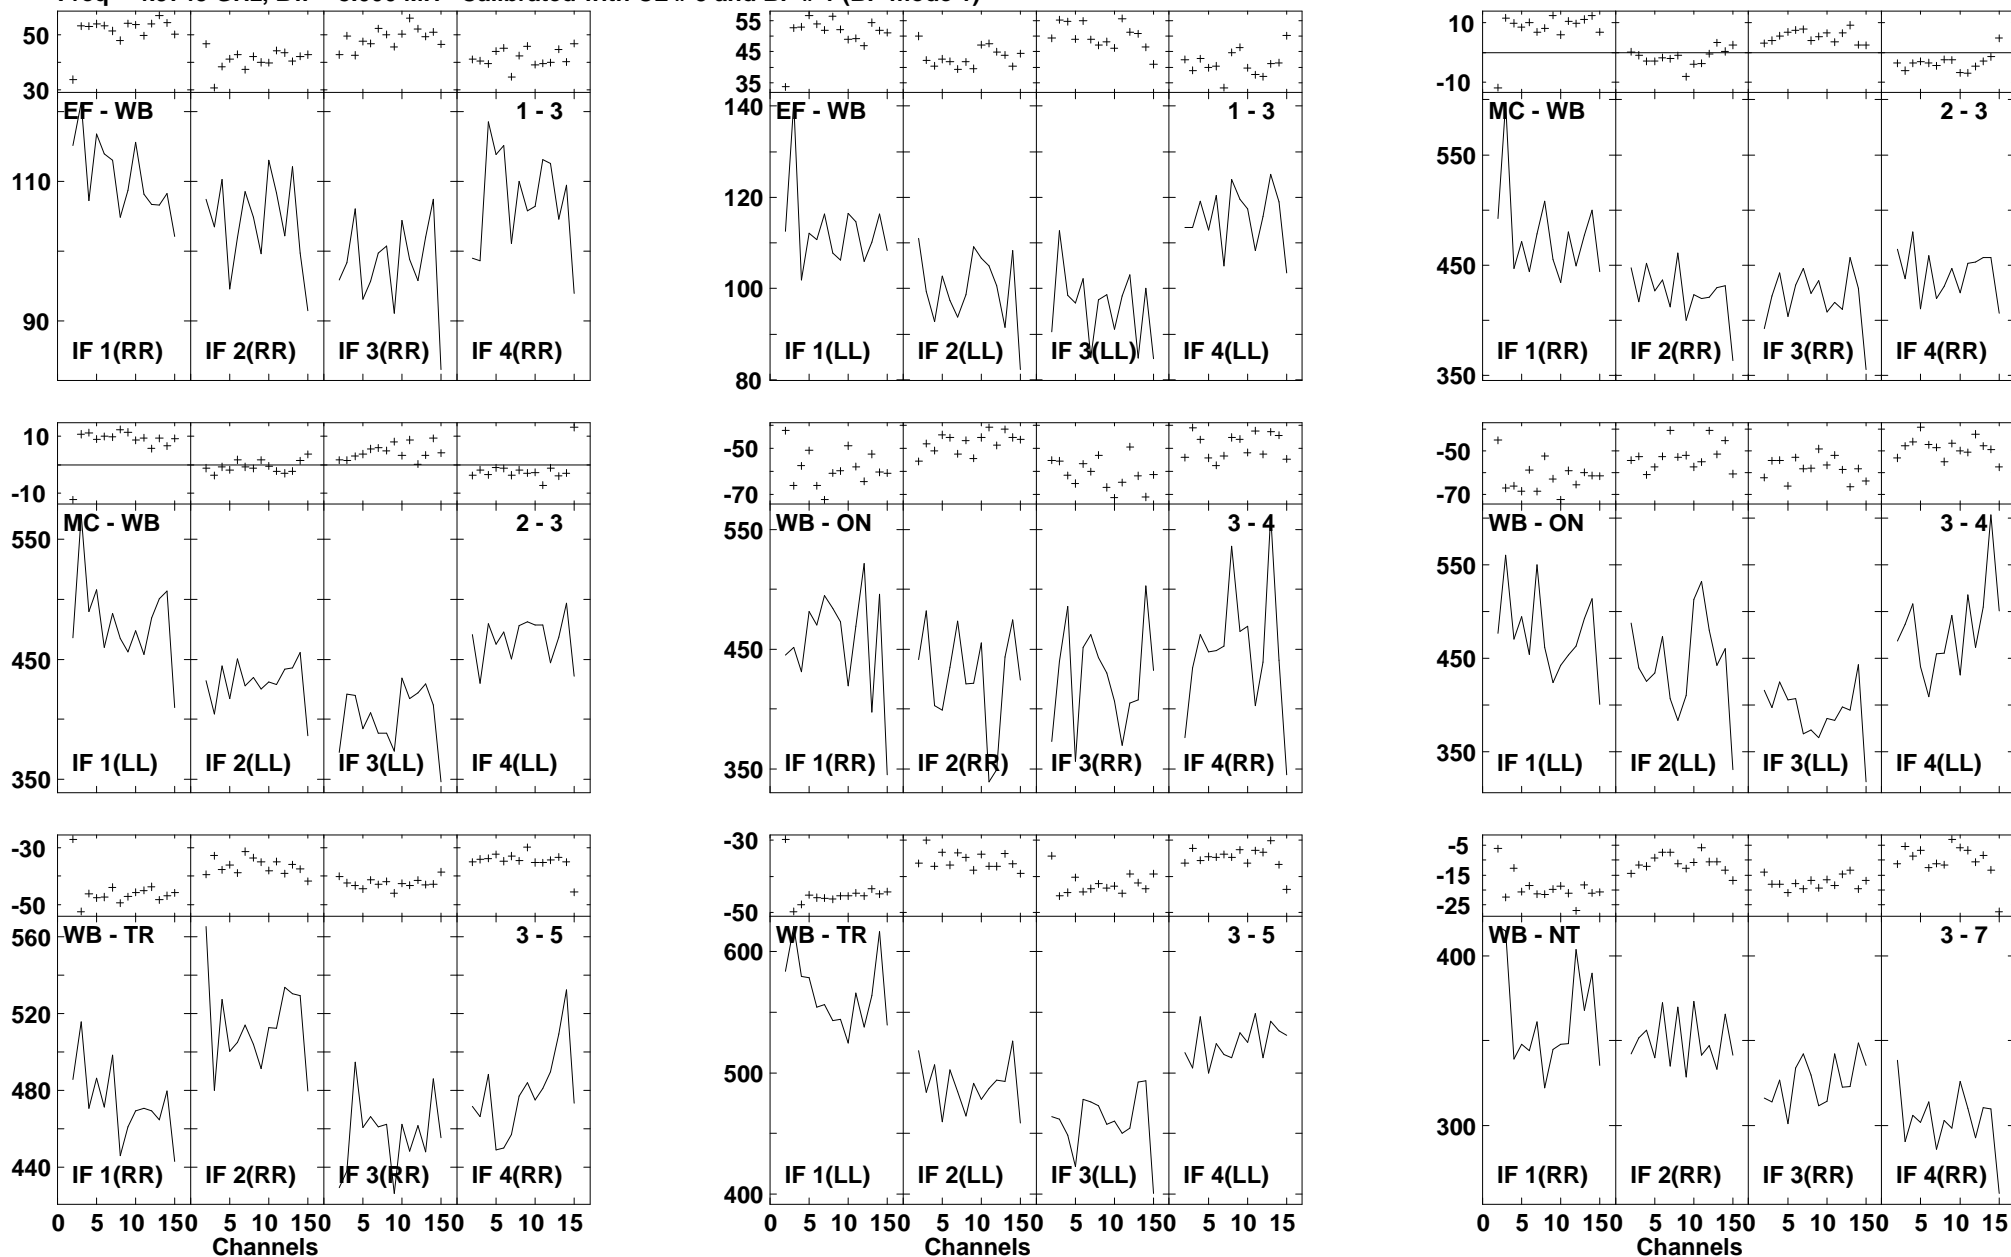 50
30
EF - WB
1 - 3
110
90
IF 1(RR)
IF 2(RR)
IF 3(RR)
IF 4(RR)
55
45
35
140
EF - WB
1 - 3
120
100
80
IF 1(LL)
IF 2(LL)
IF 3(LL)
IF 4(LL)
10
-10
MC - WB
2 - 3
550
450
350
IF 1(RR)
IF 2(RR)
IF 3(RR)
IF 4(RR)
10
-10
MC - WB
2 - 3
550
450
350
IF 1(LL)
IF 2(LL)
IF 3(LL)
IF 4(LL)
-50
-70
WB - ON
3 - 4
550
450
350
IF 1(RR)
IF 2(RR)
IF 3(RR)
IF 4(RR)
-50
-70
WB - ON
3 - 4
550
450
350
IF 1(LL)
IF 2(LL)
IF 3(LL)
IF 4(LL)
-30
-50
560
WB - TR
3 - 5
520
480
440
IF 1(RR)
IF 2(RR)
IF 3(RR)
IF 4(RR)
0 5 10 150 5 10 150 5 10 150 5 10 15
Channels
-30
-50
WB - TR
3 - 5
600
500
400
IF 1(LL)
IF 2(LL)
IF 3(LL)
IF 4(LL)
0 5 10 150 5 10 150 5 10 150 5 10 15
Channels
-5
-15
-25
WB - NT
3 - 7
400
300
IF 1(RR)
IF 2(RR)
IF 3(RR)
IF 4(RR)
0 5 10 150 5 10 150 5 10 150 5 10 15
Channels